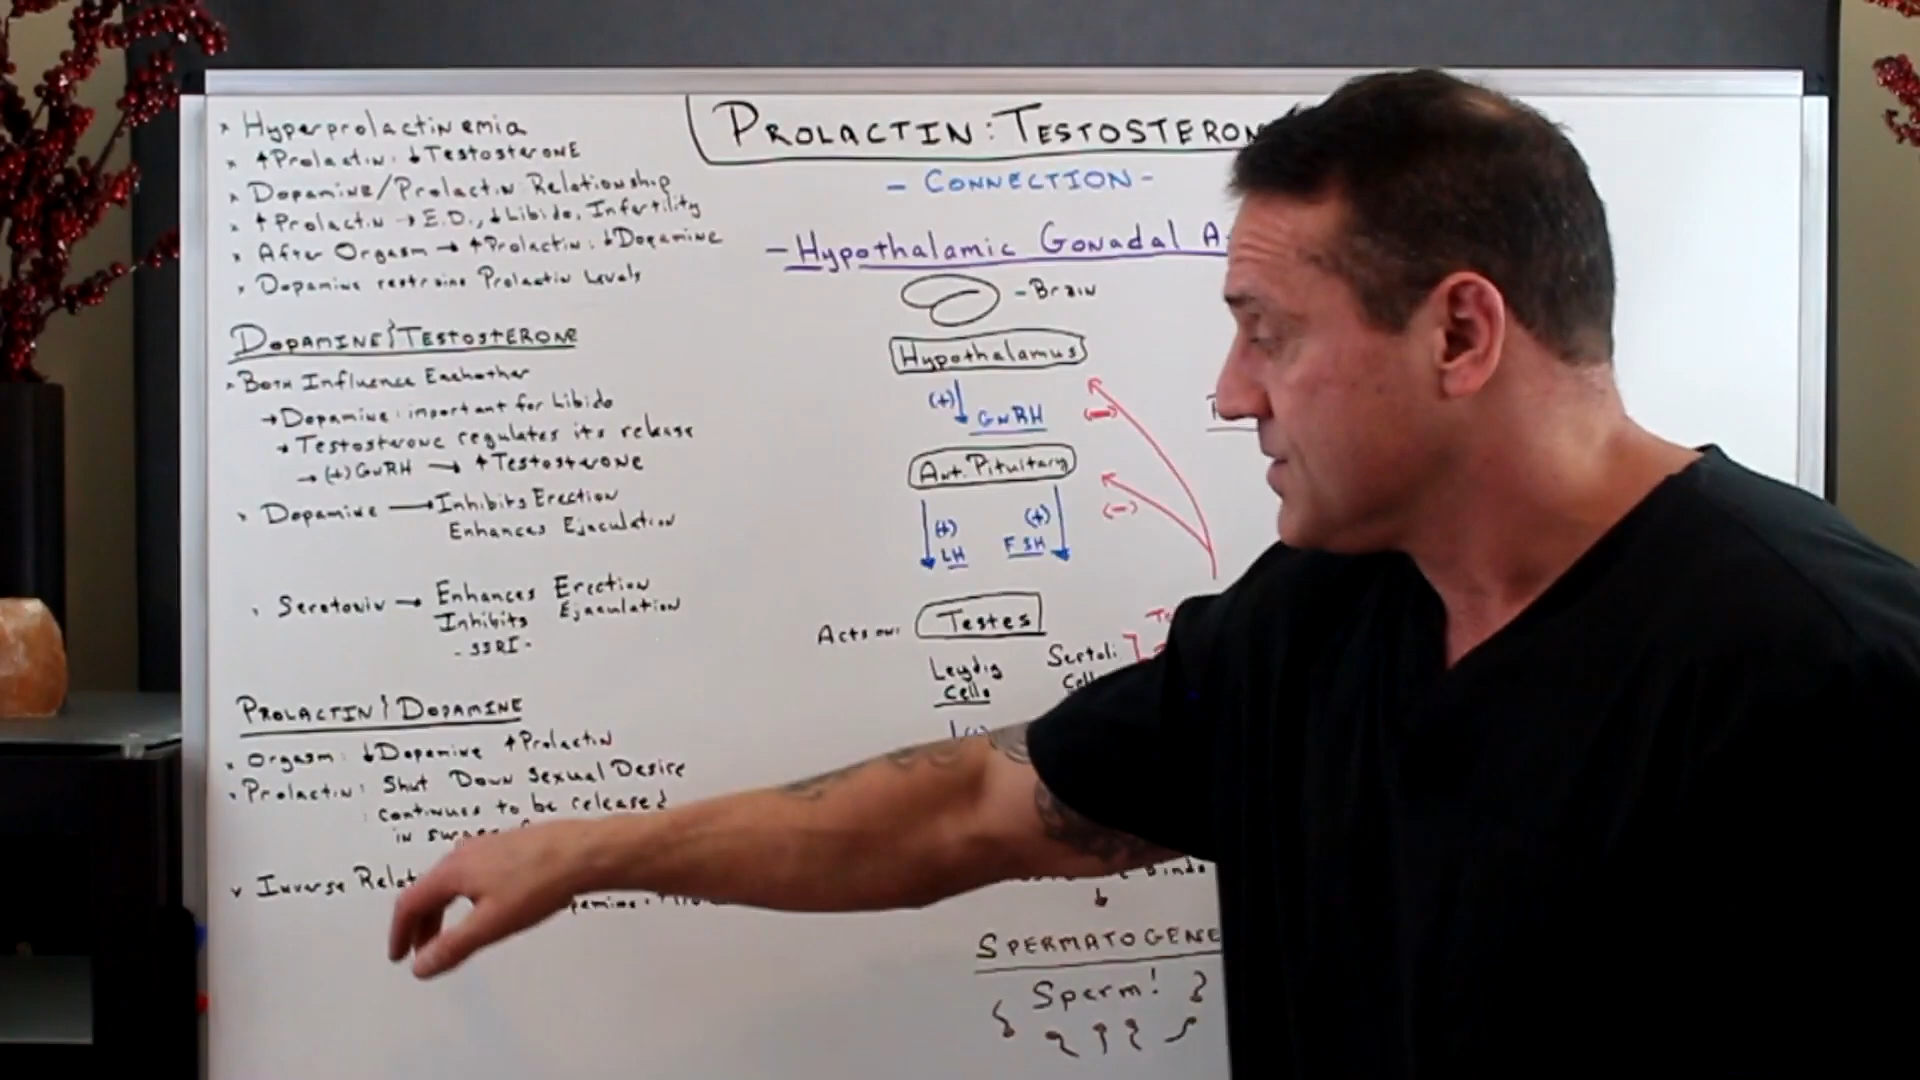 Hyperprolactinemia
↑Prolactin: ↓Testosterone
Dopamine/Prolactin Relationship
↑Prolactin → E.D., ↓Libido, Infertility
After Orgasm → ↑Prolactin: ↓Dopamine
Dopamine restrains Prolactin Levels
DOPAMINE / TESTOSTERONE
Both Influence Eachother
→ Dopamine: important for Libido
→ Testosterone regulates its release
→ (+) GnRH → ↑Testosterone
Dopamine → Inhibits Erection
Enhances Ejaculation
Serotonin → Enhances Erection
Inhibits Ejaculation
- SSRI -
PROLACTIN / DOPAMINE
Orgasm: ↓Dopamine ↑Prolactin
Prolactin: Shut Down Sexual Desire
: continues to be released
in
Inverse
PROLACTIN: TESTOSTERON
- CONNECTION -
- Hypothalamic Gonadal A
- Brain
Hypothalamus
(+) GnRH (-)
Ant. Pituitary
(+) (+) (-)
LH FSH
Acts on: Testes
Leydig Sertoli
Cells
(+)
Binds
SPERMATOGENE
Sperm!